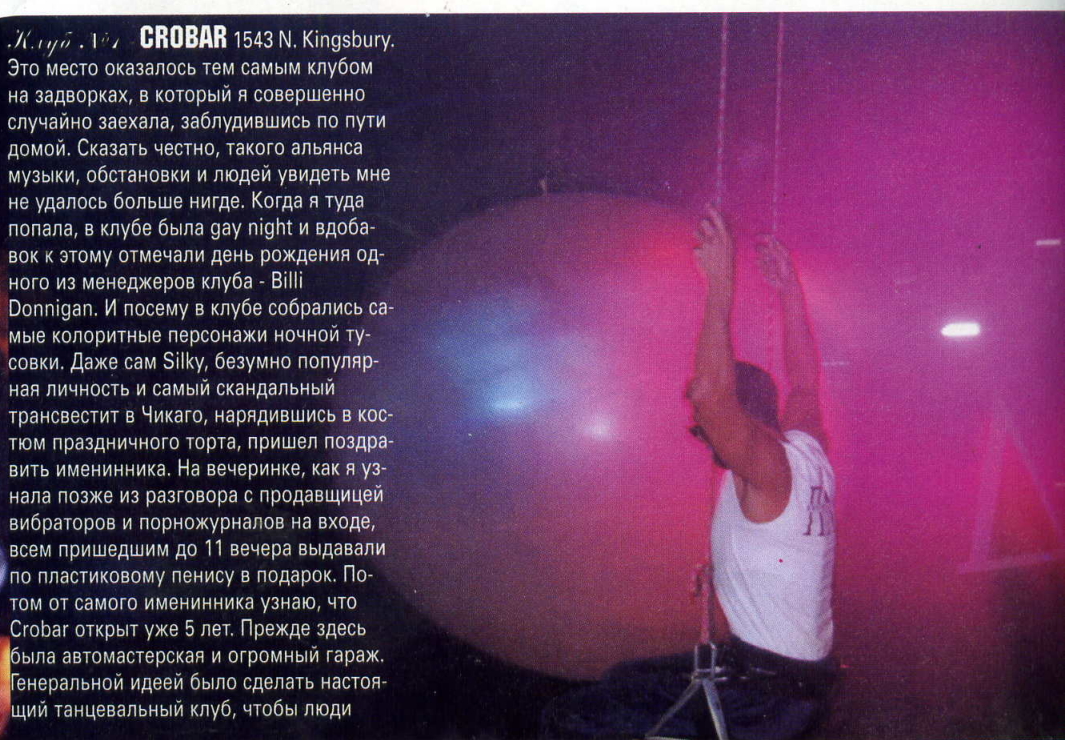 Клуб №1 CROBAR 1543 N. Kingsbury.
Это место оказалось тем самым клубом
на задворках, в который я совершенно
случайно заехала, заблудившись по пути
домой. Сказать честно, такого альянса
музыки, обстановки и людей увидеть мне
не удалось больше нигде. Когда я туда
попала, в клубе была gay night и вдоба-
вок к этому отмечали день рождения од-
ного из менеджеров клуба - Billi
Donnigan. И посему в клубе собрались са-
мые колоритные персонажи ночной ту-
совки. Даже сам Silky, безумно популяр-
ная личность и самый скандальный
трансвестит в Чикаго, нарядившись в кос-
тюм праздничного торта, пришел поздра-
вить именинника. На вечеринке, как я уз-
нала позже из разговора с продавщицей
вибраторов и порножурналов на входе,
всем пришедшим до 11 вечера выдавали
по пластиковому пенису в подарок. По-
том от самого именинника узнаю, что
Crobar открыт уже 5 лет. Прежде здесь
была автомастерская и огромный гараж.
Генеральной идеей было сделать настоя-
щий танцевальный клуб, чтобы люди